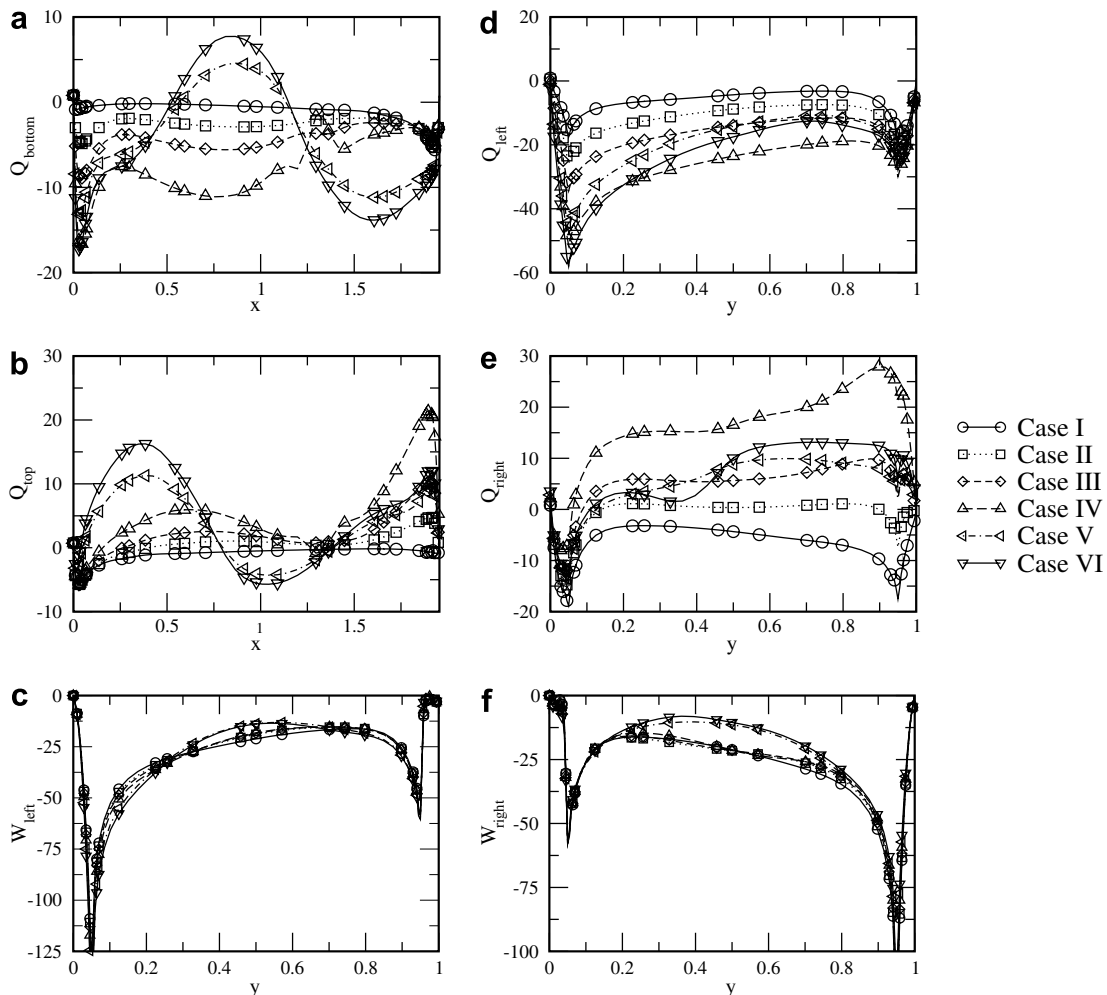 a
10
5
0
-10
-20
Q_bottom
0
0.5
1
1.5
x
d
20
0
-20
-40
-60
Q_left
0
0.2
0.4
0.6
0.8
1
y
b
30
20
10
0
-10
Q_top
0
0.5
1
1.5
x
e
30
20
10
0
-10
-20
Q_right
0
0.2
0.4
0.6
0.8
1
y
Case I
Case II
Case III
Case IV
Case V
Case VI
c
0
-25
-50
-75
-100
-125
W_left
0
0.2
0.4
0.6
0.8
1
y
f
0
-25
-50
-75
-100
W_right
0
0.2
0.4
0.6
0.8
1
y